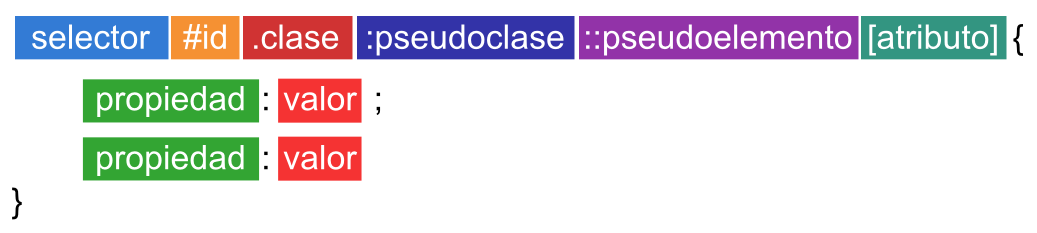 selector #id .clase :pseudoclase ::pseudoelemento [atributo] {
propiedad : valor ;
propiedad : valor
}